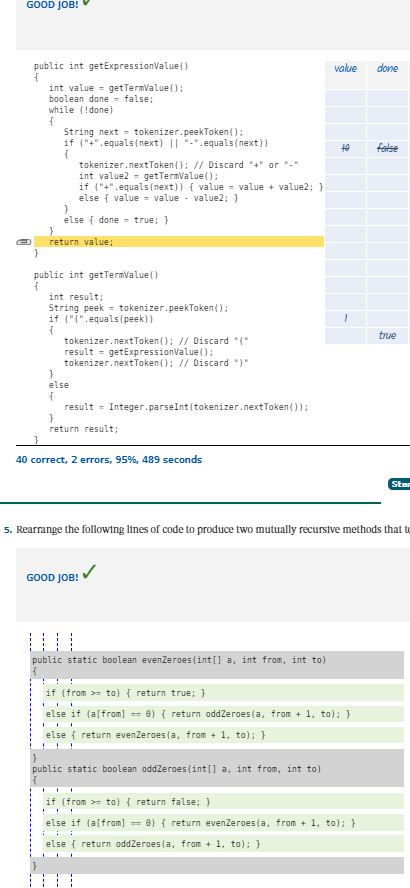 GOOD JOB!
public int getExpressionValue()
{
int value = getTermValue();
boolean done = false;
while (!done)
{
String next = tokenizer.peekToken();
if ("+".equals(next) || "-".equals(next))
{
tokenizer.nextToken(); // Discard "+" or "-"
int value2 = getTermValue();
if ("+".equals(next)) { value = value + value2; }
else { value = value - value2; }
}
else { done = true; }
}
return value;
}
public int getTermValue()
{
int result;
String peek = tokenizer.peekToken();
if ("(".equals(peek))
{
tokenizer.nextToken(); // Discard "("
result = getExpressionValue();
tokenizer.nextToken(); // Discard ")"
}
else
{
result = Integer.parseInt(tokenizer.nextToken());
}
return result;
}
value done
10 false
1
true
40 correct, 2 errors, 95%, 489 seconds
5. Rearrange the following lines of code to produce two mutually recursive methods that
GOOD JOB!
public static boolean evenZeroes(int[] a, int from, int to)
{
if (from >= to) { return true; }
else if (a[from] == 0) { return oddZeroes(a, from + 1, to); }
else { return evenZeroes(a, from + 1, to); }
}
public static boolean oddZeroes(int[] a, int from, int to)
{
if (from >= to) { return false; }
else if (a[from] == 0) { return evenZeroes(a, from + 1, to); }
else { return oddZeroes(a, from + 1, to); }
}